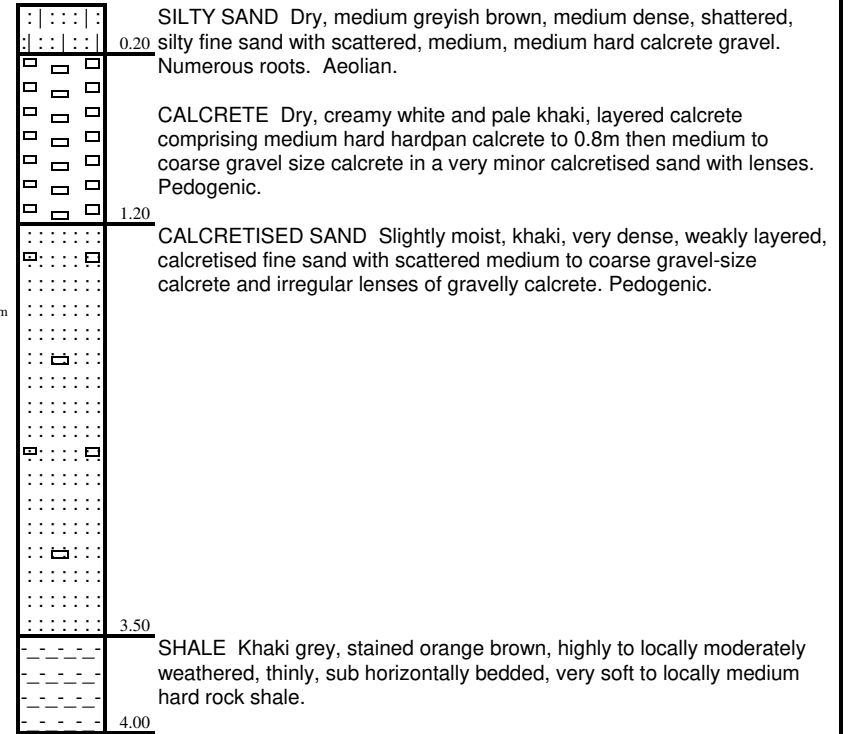 SILTY SAND Dry, medium greyish brown, medium dense, shattered,
0.20 silty fine sand with scattered, medium, medium hard calcrete gravel.
Numerous roots. Aeolian.
CALCRETE Dry, creamy white and pale khaki, layered calcrete
comprising medium hard hardpan calcrete to 0.8m then medium to
coarse gravel size calcrete in a very minor calcretised sand with lenses.
Pedogenic.
1.20
CALCRETISED SAND Slightly moist, khaki, very dense, weakly layered,
calcretised fine sand with scattered medium to coarse gravel-size
calcrete and irregular lenses of gravelly calcrete. Pedogenic.
3.50
SHALE Khaki grey, stained orange brown, highly to locally moderately
weathered, thinly, sub horizontally bedded, very soft to locally medium
hard rock shale.
4.00